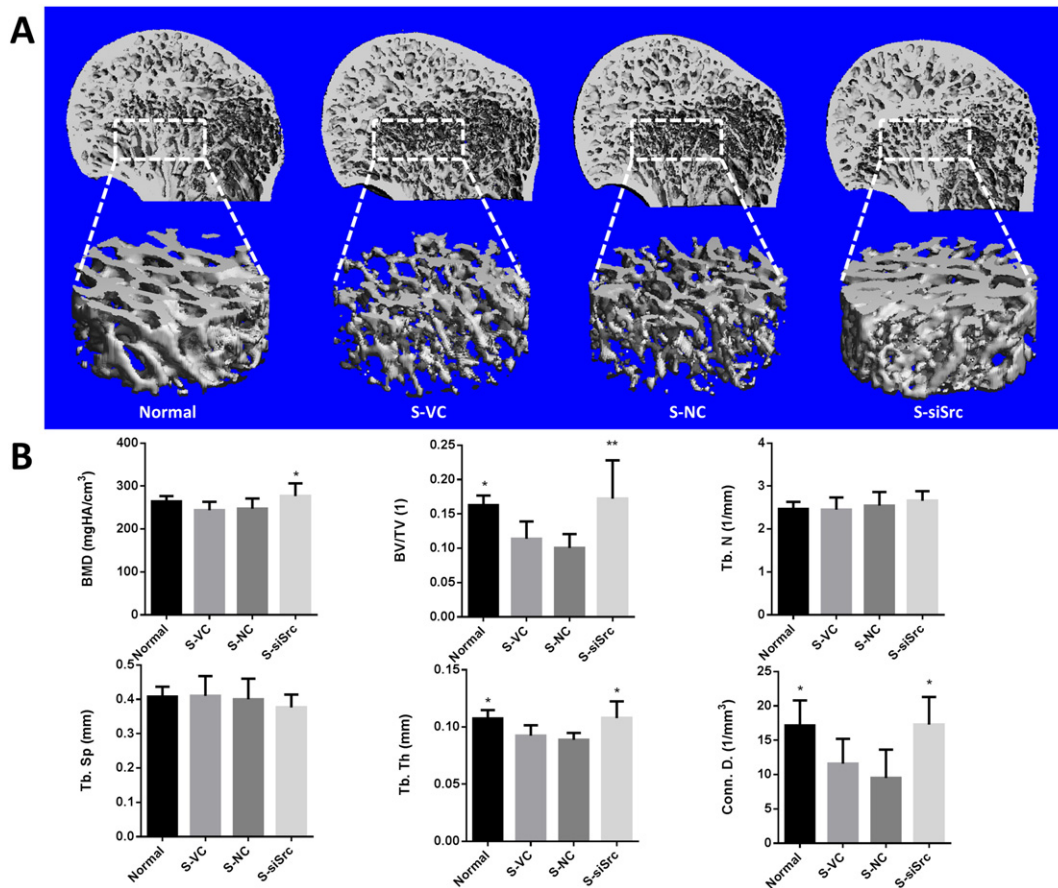 A
Normal
S-VC
S-NC
S-siSrc
B
BMD (mgHA/cm³)
400
300
200
100
0
*
Normal
S-VC
S-NC
S-siSrc
BV/TV (1)
0.25
0.20
0.15
0.10
0.05
0.00
*
**
Normal
S-VC
S-NC
S-siSrc
Tb. N (1/mm)
4
3
2
1
0
Normal
S-VC
S-NC
S-siSrc
Tb. Sp (mm)
0.5
0.4
0.3
0.2
0.1
0.0
Normal
S-VC
S-NC
S-siSrc
Tb. Th (mm)
0.15
0.10
0.05
0.00
*
*
Normal
S-VC
S-NC
S-siSrc
Conn. D. (1/mm³)
25
20
15
10
5
0
*
*
Normal
S-VC
S-NC
S-siSrc